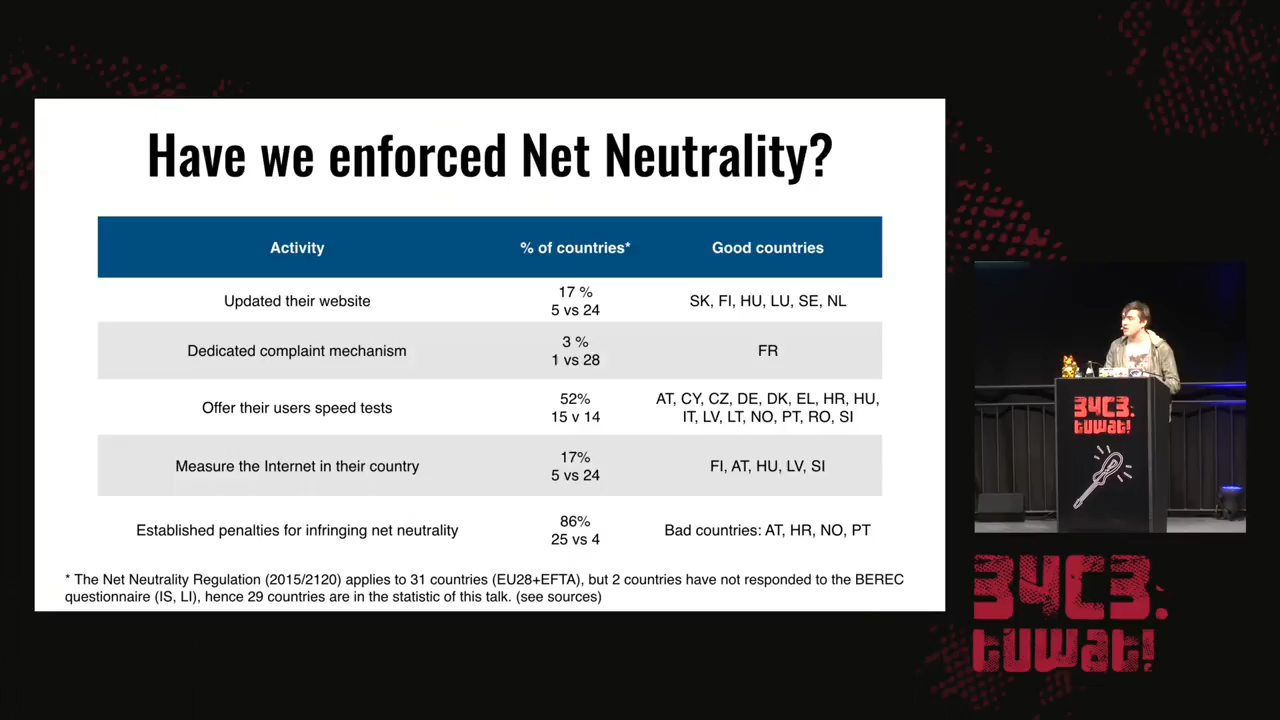 Have we enforced Net Neutrality?
Activity
% of countries*
Good countries
Updated their website
17 %
5 vs 24
SK, FI, HU, LU, SE, NL
Dedicated complaint mechanism
3 %
1 vs 28
FR
Offer their users speed tests
52%
15 v 14
AT, CY, CZ, DE, DK, EL, HR, HU,
IT, LV, LT, NO, PT, RO, SI
Measure the Internet in their country
17%
5 vs 24
FI, AT, HU, LV, SI
Established penalties for infringing net neutrality
86%
25 vs 4
Bad countries: AT, HR, NO, PT
* The Net Neutrality Regulation (2015/2120) applies to 31 countries (EU28+EFTA), but 2 countries have not responded to the BEREC
questionnaire (IS, LI), hence 29 countries are in the statistic of this talk. (see sources)
34C3.
tuwat!
34C3.
tuwat!